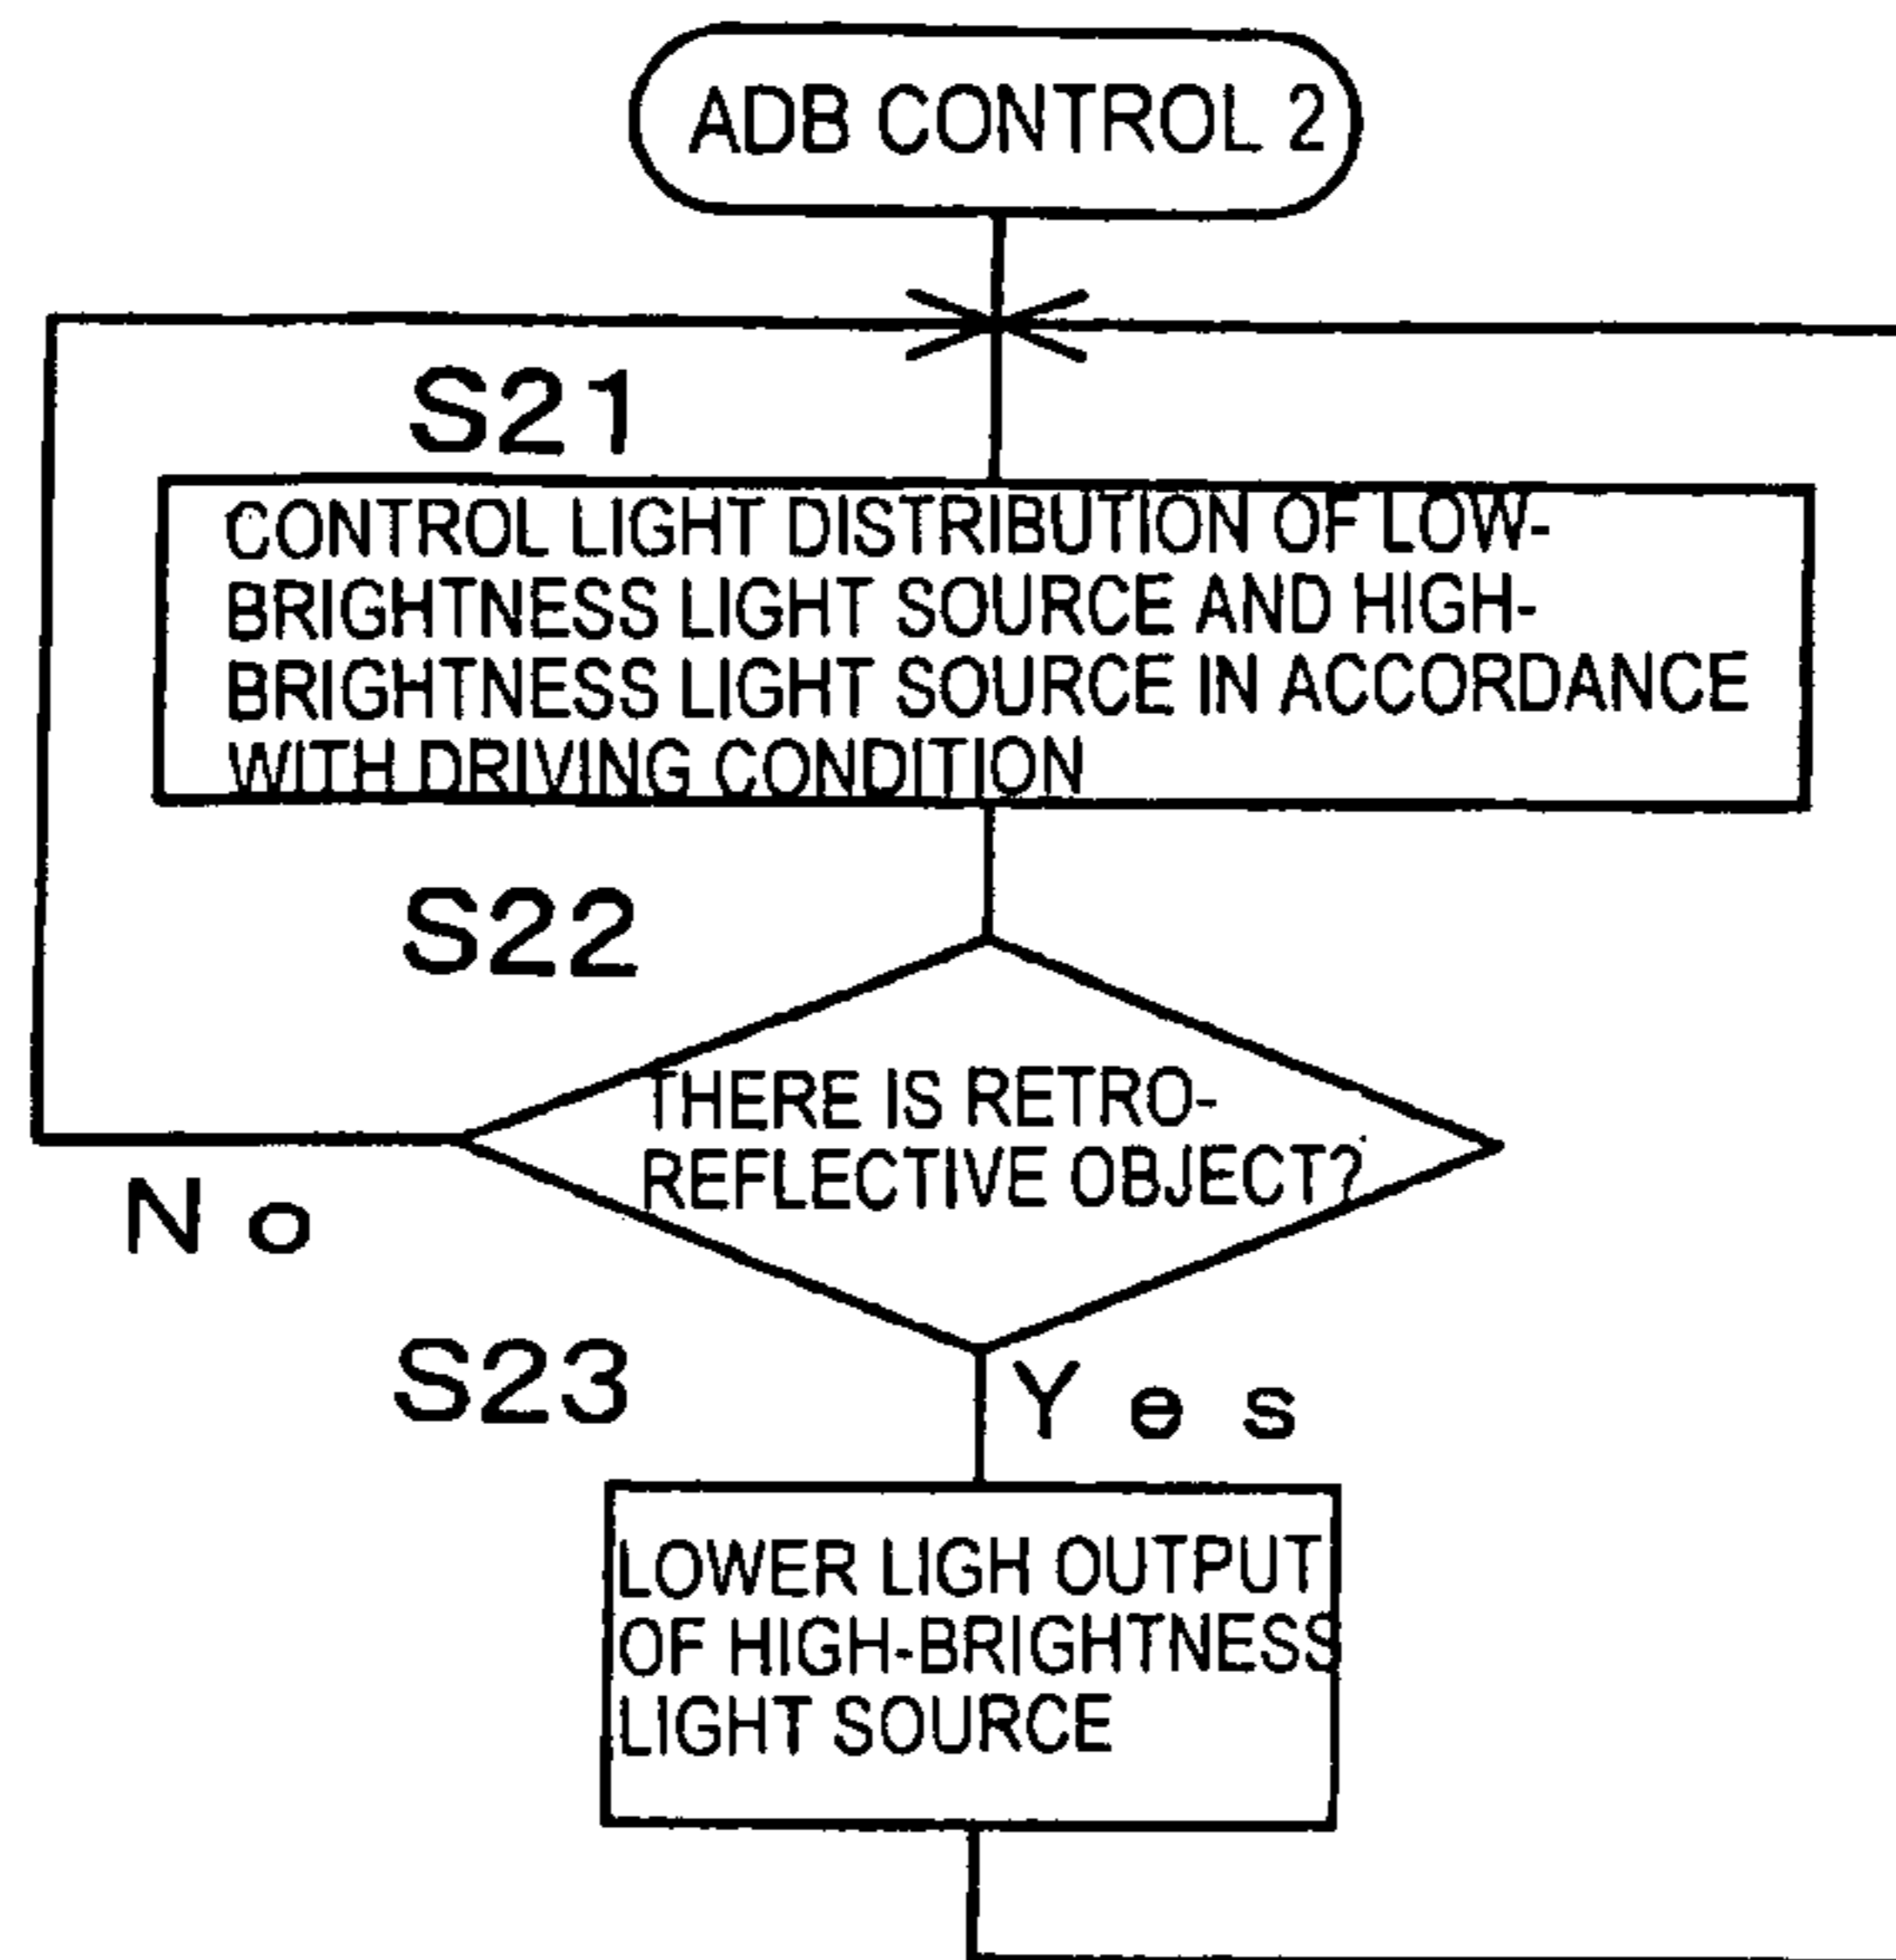 ADB CONTROL 2
S21
CONTROL LIGHT DISTRIBUTION OF LOW-
BRIGHTNESS LIGHT SOURCE AND HIGH-
BRIGHTNESS LIGHT SOURCE IN ACCORDANCE
WITH DRIVING CONDITION
S22
THERE IS RETRO-
REFLECTIVE OBJECT?
No
S23
Yes
LOWER LIGH OUTPUT
OF HIGH-BRIGHTNESS
LIGHT SOURCE